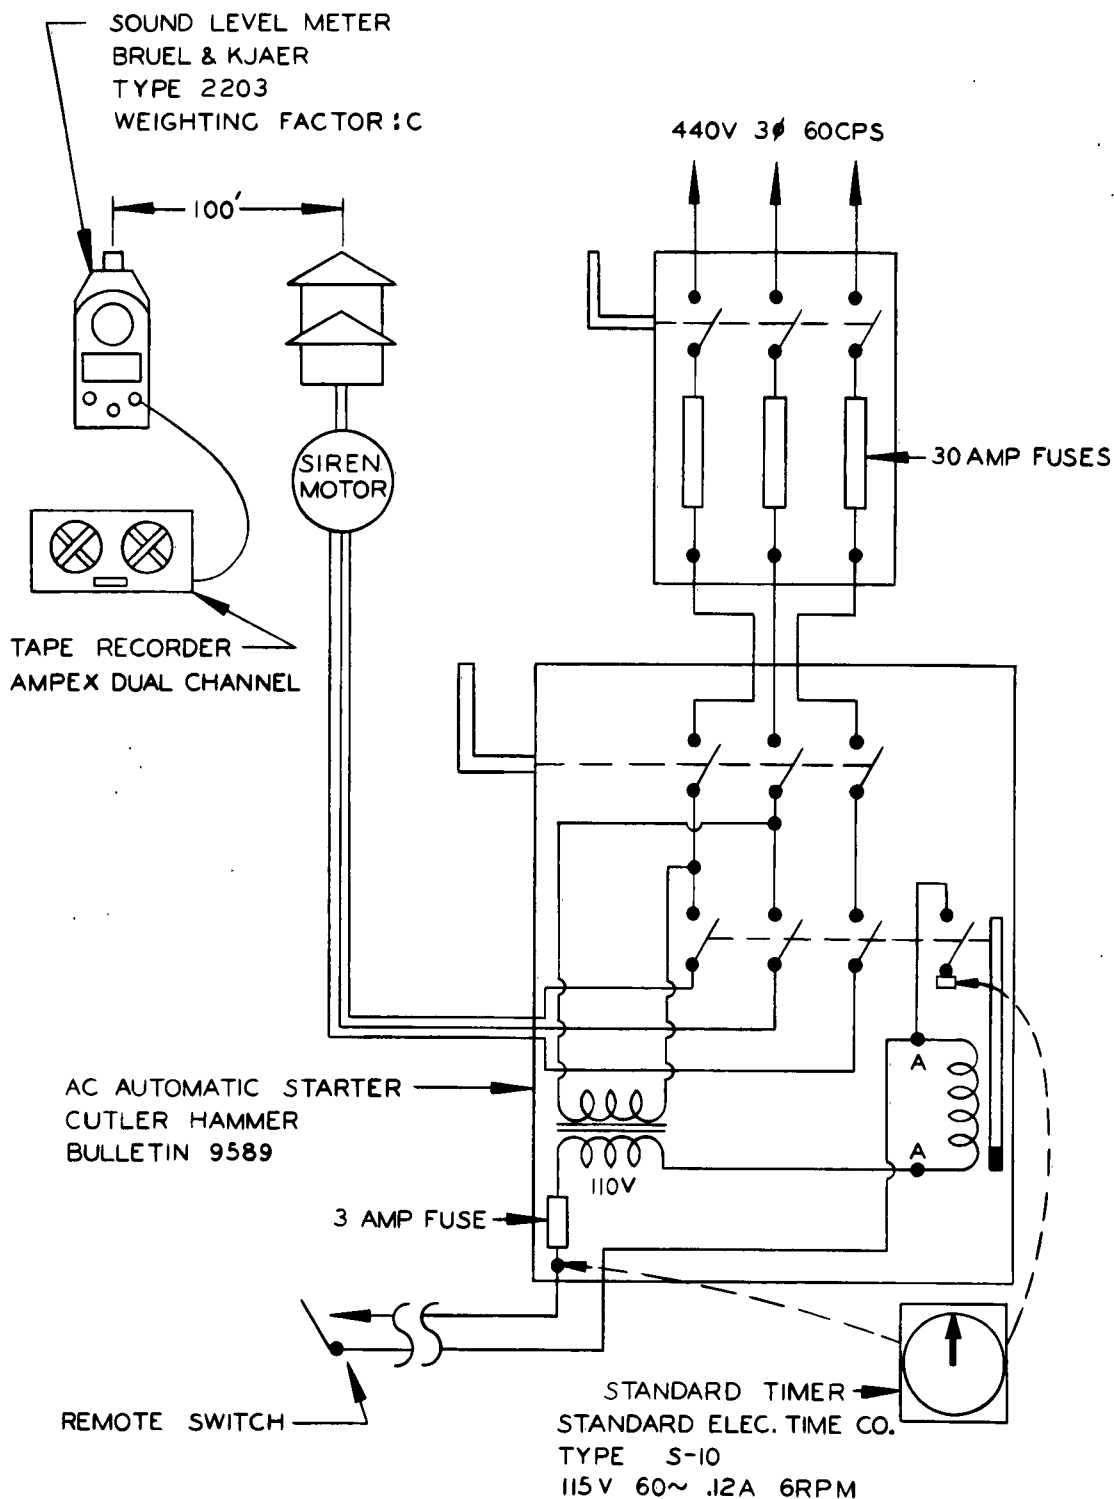 SOUND LEVEL METER
BRUEL & KJAER
TYPE 2203
WEIGHTING FACTOR : C
440V 3ø 60CPS
100'
SIREN
MOTOR
30 AMP FUSES
TAPE RECORDER
AMPEX DUAL CHANNEL
A
AC AUTOMATIC STARTER
CUTLER HAMMER
BULLETIN 9589
A
110V
3 AMP FUSE
STANDARD TIMER
REMOTE SWITCH
STANDARD ELEC. TIME CO.
TYPE S-10
115V 60~ .12A 6RPM